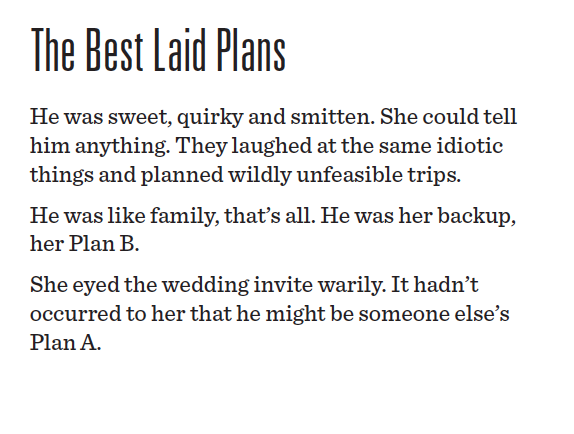 The Best Laid Plans
He was sweet, quirky and smitten. She could tell
him anything. They laughed at the same idiotic
things and planned wildly unfeasible trips.
He was like family, that’s all. He was her backup,
her Plan B.
She eyed the wedding invite warily. It hadn’t
occurred to her that he might be someone else’s
Plan A.